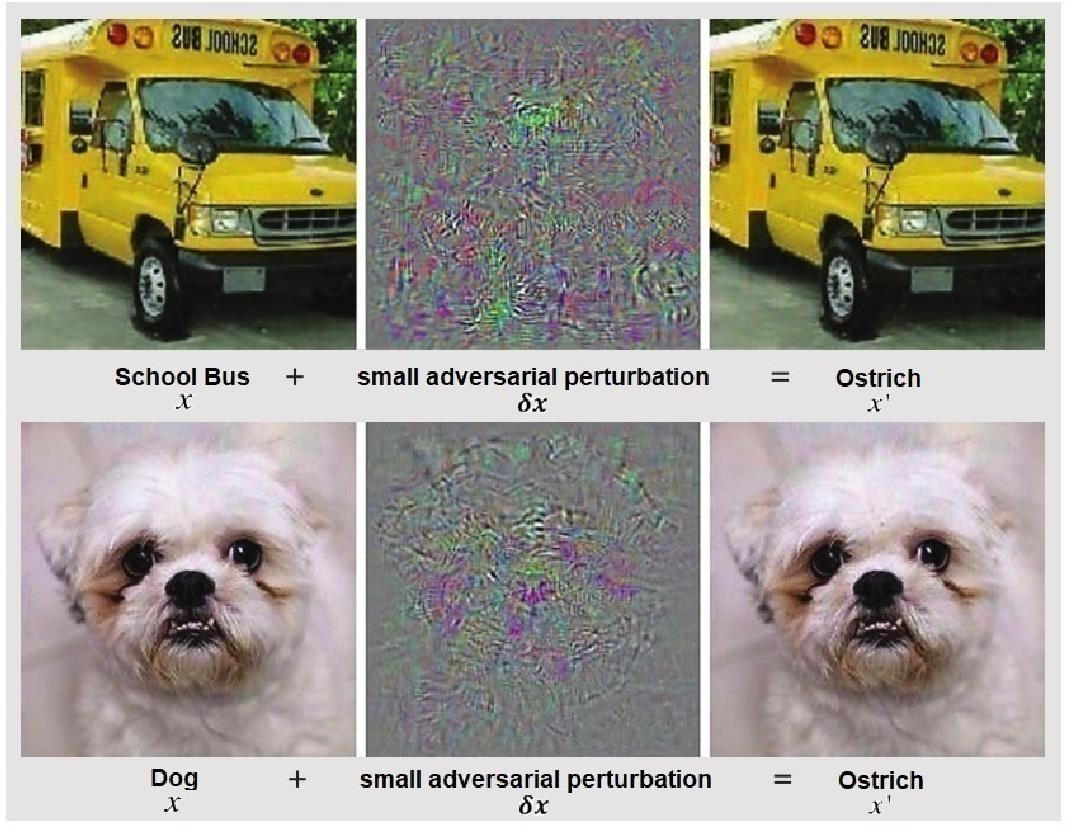 SCHOOL BUS
SCHOOL BUS
School Bus + small adversarial perturbation = Ostrich
x δx x'
Dog + small adversarial perturbation = Ostrich
x δx x'